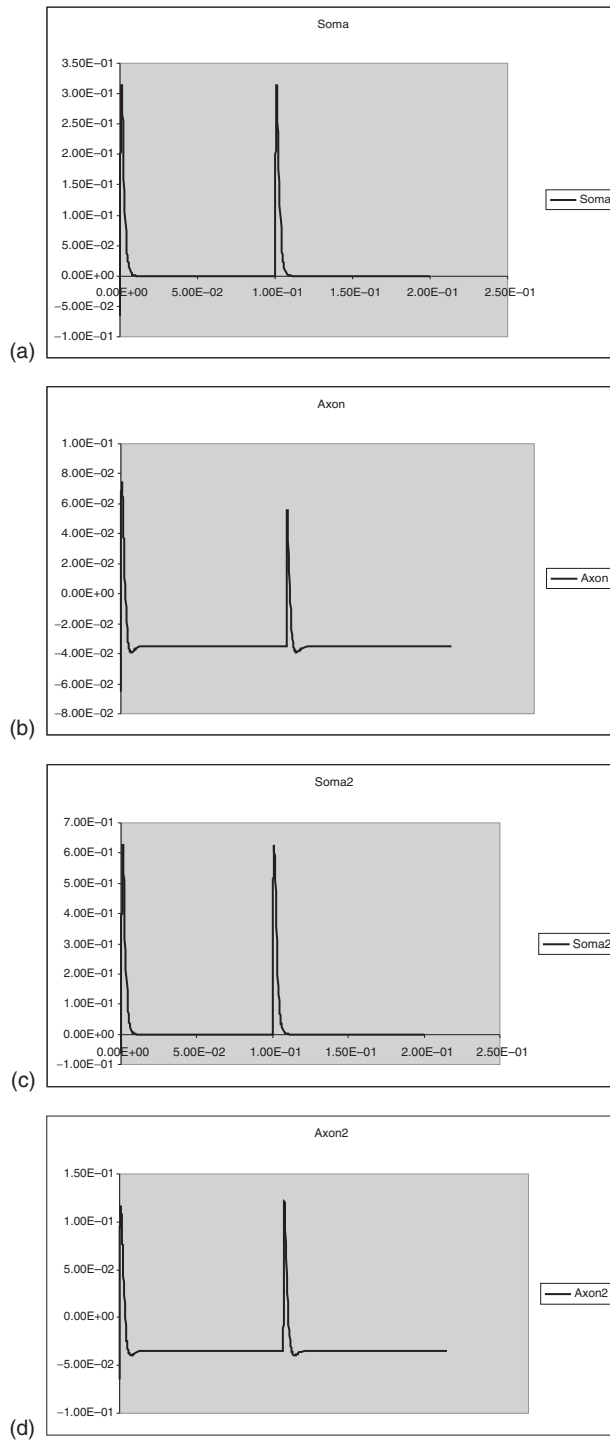 Soma
3.50E–01
3.00E–01
2.50E–01
2.00E–01
1.50E–01
1.00E–01
5.00E–02
0.00E+00
–5.00E–02
–1.00E–01
0.00E+00 5.00E–02 1.00E–01 1.50E–01 2.00E–01 2.50E–01
Soma
(a)
Axon
1.00E–01
8.00E–02
6.00E–02
4.00E–02
2.00E–02
0.00E+00
–2.00E–02
–4.00E–02
–6.00E–02
–8.00E–02
Axon
(b)
Soma2
7.00E–01
6.00E–01
5.00E–01
4.00E–01
3.00E–01
2.00E–01
1.00E–01
0.00E+00
–1.00E–01
0.00E+00 5.00E–02 1.00E–01 1.50E–01 2.00E–01 2.50E–01
Soma2
(c)
Axon2
1.50E–01
1.00E–01
5.00E–02
0.00E+00
–5.00E–02
–1.00E–01
Axon2
(d)